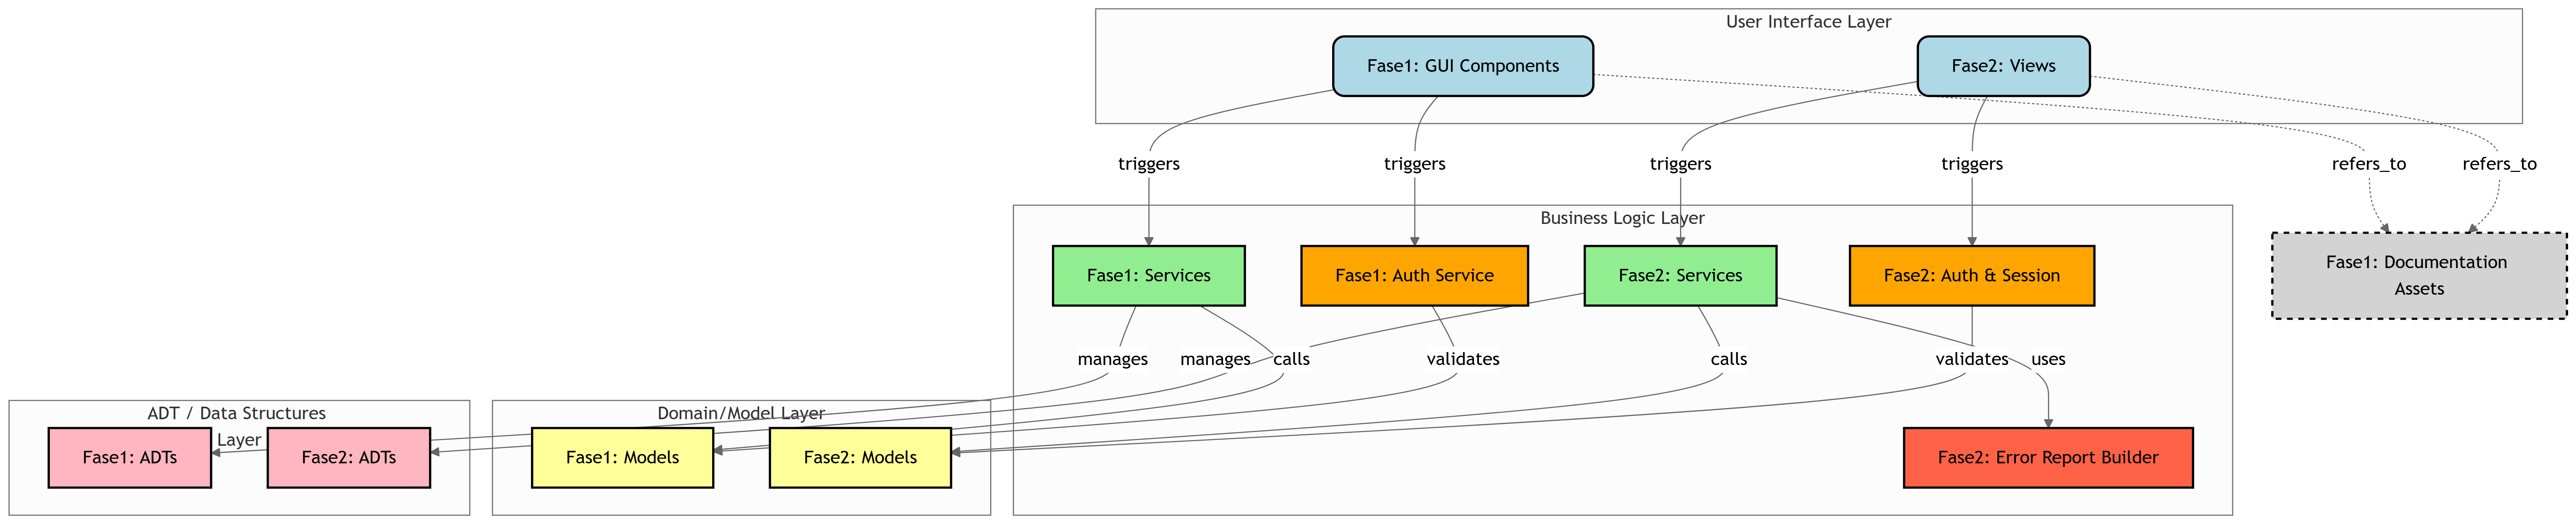 User Interface Layer
Fase1: GUI Components
Fase2: Views
triggers
triggers
triggers
triggers
refers_to
refers_to
Business Logic Layer
Fase1: Services
Fase1: Auth Service
Fase2: Services
Fase2: Auth & Session
Fase1: Documentation
Assets
manages
manages
calls
validates
calls
validates
uses
ADT / Data Structures
Layer
Domain/Model Layer
Fase1: ADTs
Fase2: ADTs
Fase1: Models
Fase2: Models
Fase2: Error Report Builder